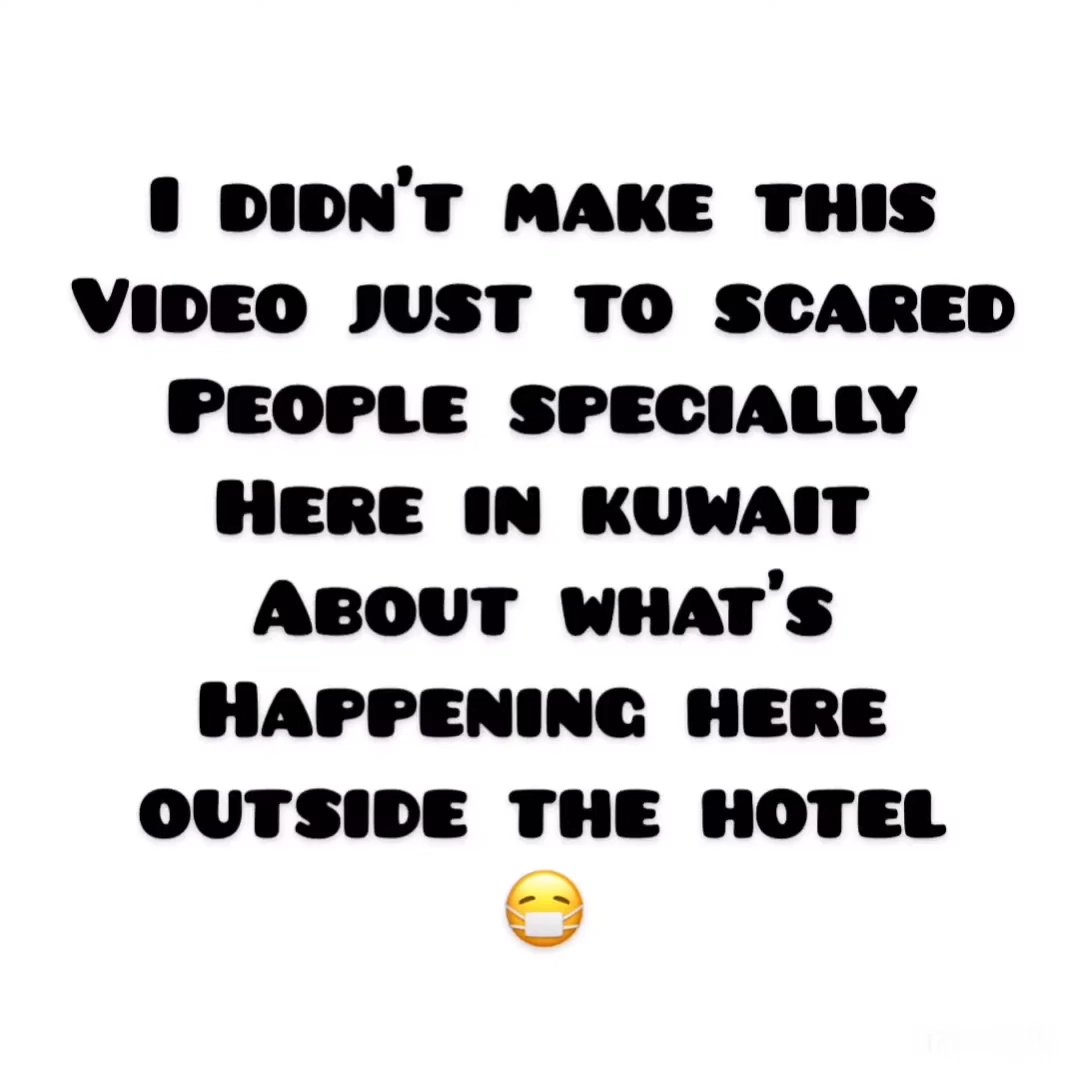 I didn't make this
Video just to scared
People specially
Here in kuwait
About what's
Happening here
outside the hotel
😷